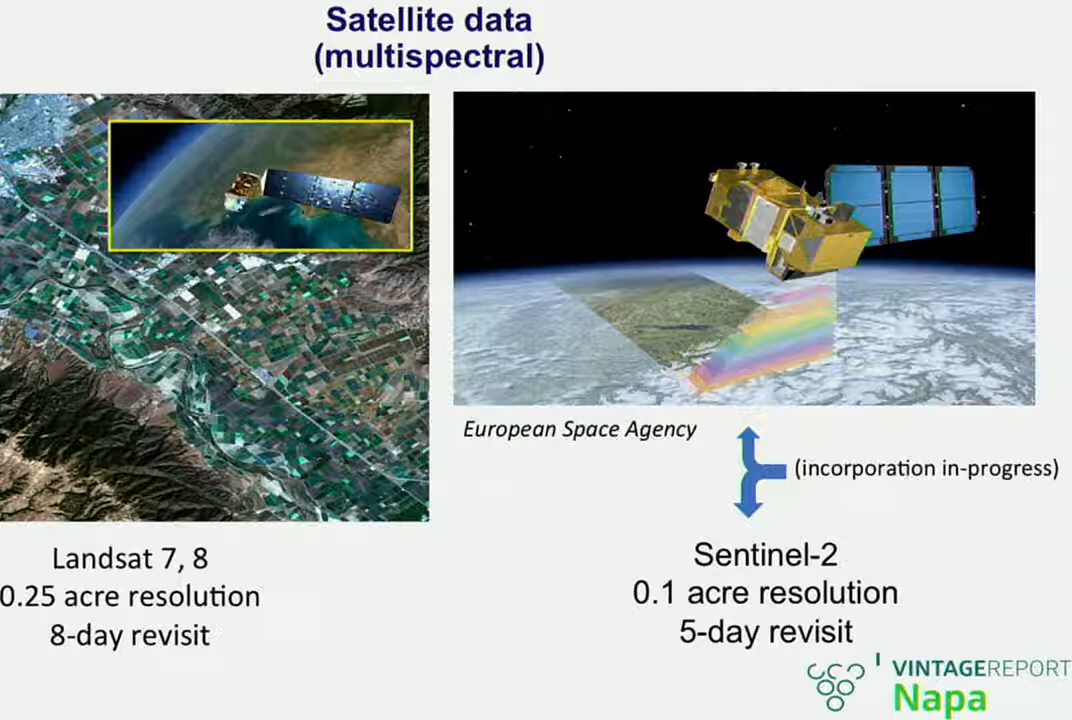 Satellite data
(multispectral)
European Space Agency
(incorporation in-progress)
Landsat 7, 8
0.25 acre resolution
8-day revisit
Sentinel-2
0.1 acre resolution
5-day revisit
VINTAGEREPORT
Napa